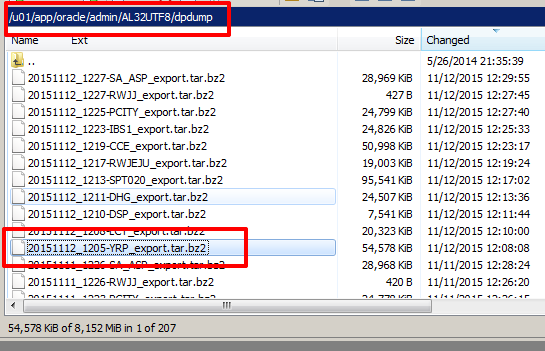 /u01/app/oracle/admin/AL32UTF8/dpdump
Name Ext Size Changed
.. 5/26/2014 21:35:39
20151112_1227-SA_ASP_export.tar.bz2 28,969 KiB 11/12/2015 12:29:55
20151112_1227-RWJJ_export.tar.bz2 427 B 11/12/2015 12:27:45
20151112_1225-PCITY_export.tar.bz2 24,799 KiB 11/12/2015 12:27:40
20151112_1223-IBS1_export.tar.bz2 24,826 KiB 11/12/2015 12:25:33
20151112_1219-CCE_export.tar.bz2 50,998 KiB 11/12/2015 12:23:17
20151112_1217-RWJEJU_export.tar.bz2 19,003 KiB 11/12/2015 12:19:24
20151112_1213-SPT020_export.tar.bz2 95,541 KiB 11/12/2015 12:17:02
20151112_1211-DHG_export.tar.bz2 24,507 KiB 11/12/2015 12:13:36
20151112_1210-DSP_export.tar.bz2 7,541 KiB 11/12/2015 12:11:44
20151112_1208-LCT_export.tar.bz2 20,323 KiB 11/12/2015 12:10:00
20151112_1205-YRP_export.tar.bz2 54,578 KiB 11/12/2015 12:08:08
20151111_1226-SA_ASP_export.tar.bz2 28,968 KiB 11/11/2015 12:28:24
20151111_1226-RWJJ_export.tar.bz2 420 B 11/11/2015 12:26:20
54,578 KiB of 8,152 MiB in 1 of 207